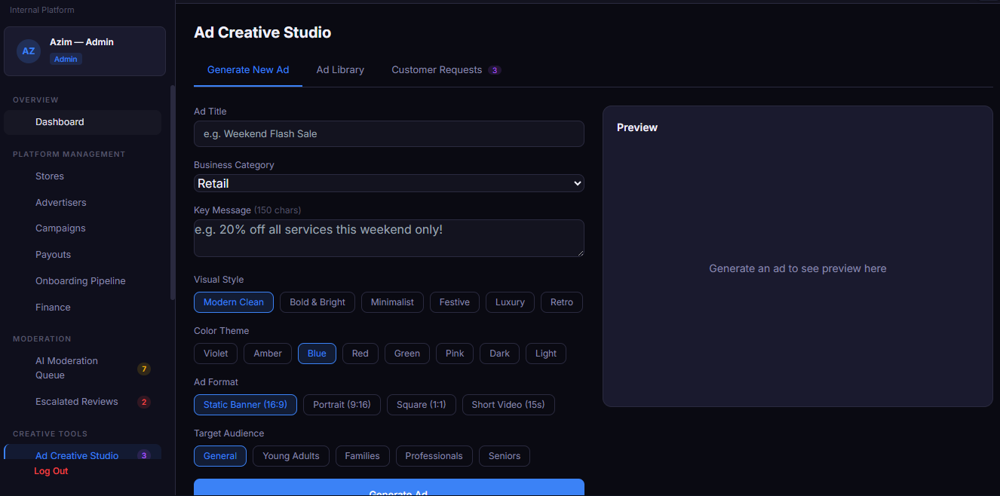 Internal Platform
AZ
Azim — Admin
Admin
OVERVIEW
Dashboard
PLATFORM MANAGEMENT
Stores
Advertisers
Campaigns
Payouts
Onboarding Pipeline
Finance
MODERATION
AI Moderation
Queue
7
Escalated Reviews 2
CREATIVE TOOLS
Ad Creative Studio 3
Log Out
Ad Creative Studio
Generate New Ad Ad Library Customer Requests 3
Ad Title
e.g. Weekend Flash Sale
Business Category
Retail
Key Message (150 chars)
e.g. 20% off all services this weekend only!
Visual Style
Modern Clean Bold & Bright Minimalist Festive Luxury Retro
Color Theme
Violet Amber Blue Red Green Pink Dark Light
Ad Format
Static Banner (16:9) Portrait (9:16) Square (1:1) Short Video (15s)
Target Audience
General Young Adults Families Professionals Seniors
Generate Ad
Preview
Generate an ad to see preview here